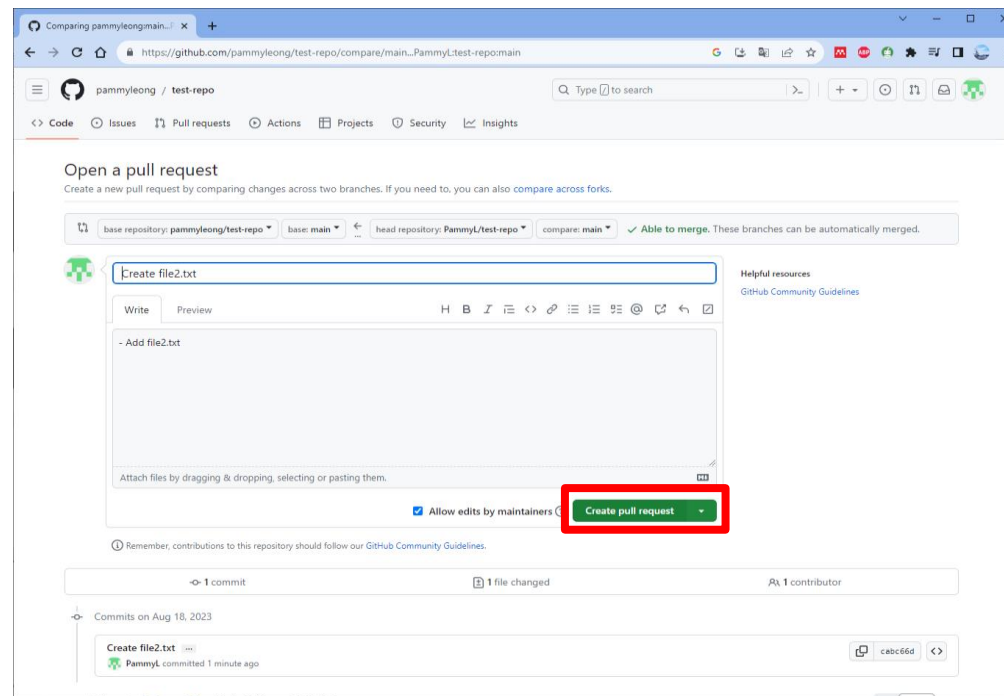 Comparing pammyleong:main...P
https://github.com/pammyleong/test-repo/compare/main...PammyL:test-repo:main
pammyleong / test-repo
Type / to search
Code Issues Pull requests Actions Projects Security Insights
Open a pull request
Create a new pull request by comparing changes across two branches. If you need to, you can also compare across forks.
base repository: pammyleong/test-repo base: main ... head repository: PammyL/test-repo compare: main Able to merge. These branches can be automatically merged.
Create file2.txt
Helpful resources
GitHub Community Guidelines
Write Preview
- Add file2.txt
Attach files by dragging & dropping, selecting or pasting them.
Allow edits by maintainers Create pull request
Remember, contributions to this repository should follow our GitHub Community Guidelines.
1 commit 1 file changed 1 contributor
Commits on Aug 18, 2023
Create file2.txt ...
PammyL committed 1 minute ago
cabc66d